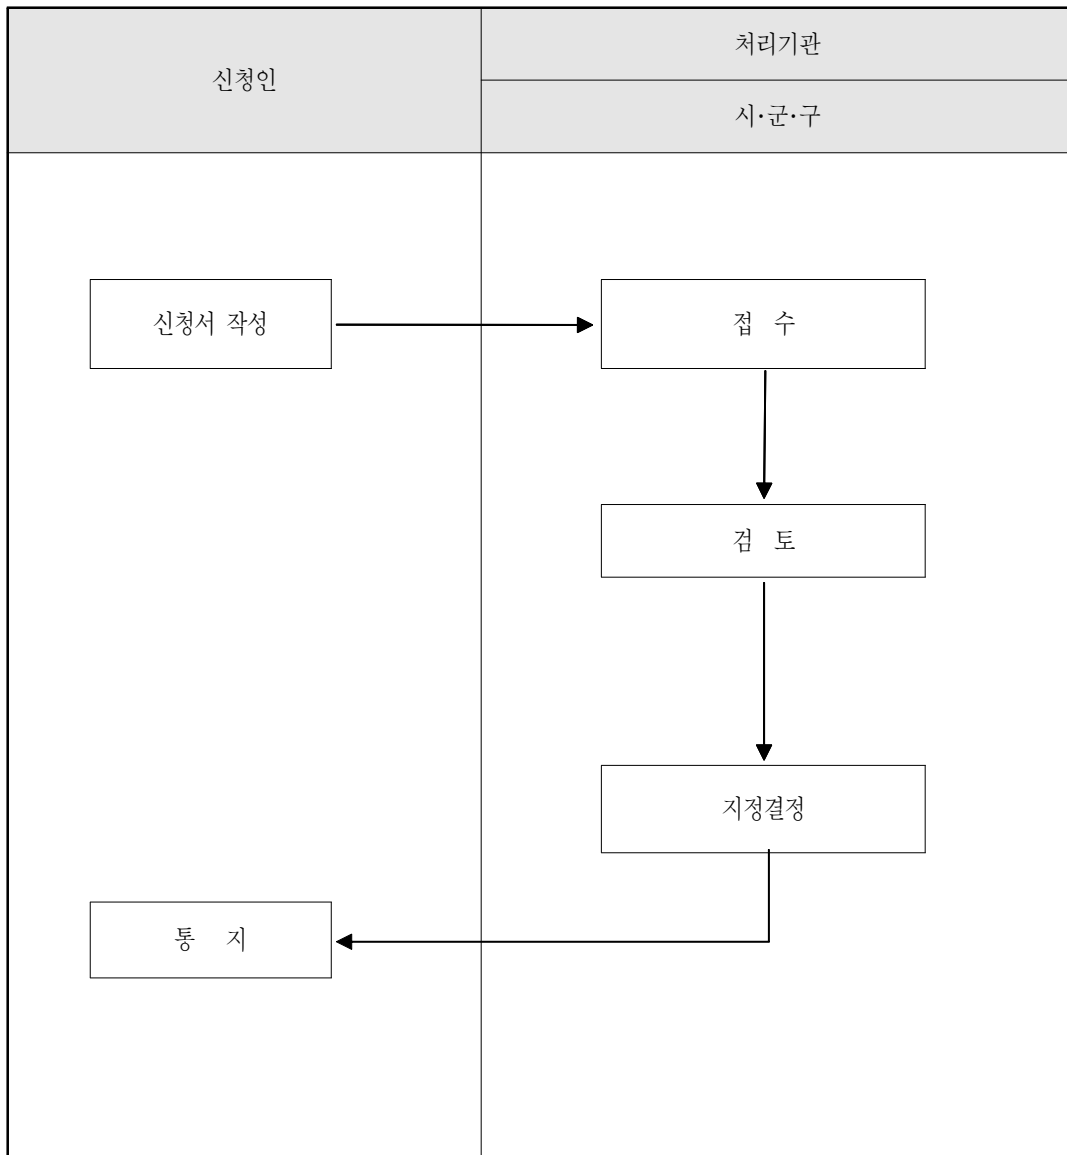 신청인
처리기관
시·군·구
신청서 작성
접 수
검 토
지정결정
통 지